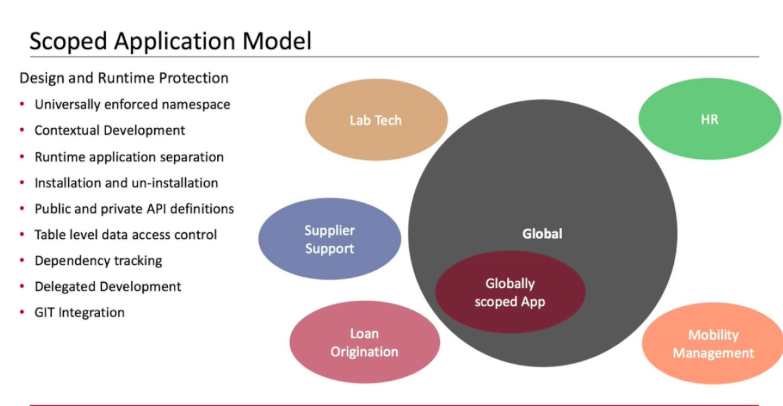 Scoped Application Model
Design and Runtime Protection
• Universally enforced namespace
• Contextual Development
• Runtime application separation
• Installation and un-installation
• Public and private API definitions
• Table level data access control
• Dependency tracking
• Delegated Development
• GIT Integration
Lab Tech
HR
Supplier
Support
Global
Globally
scoped App
Loan
Origination
Mobility
Management